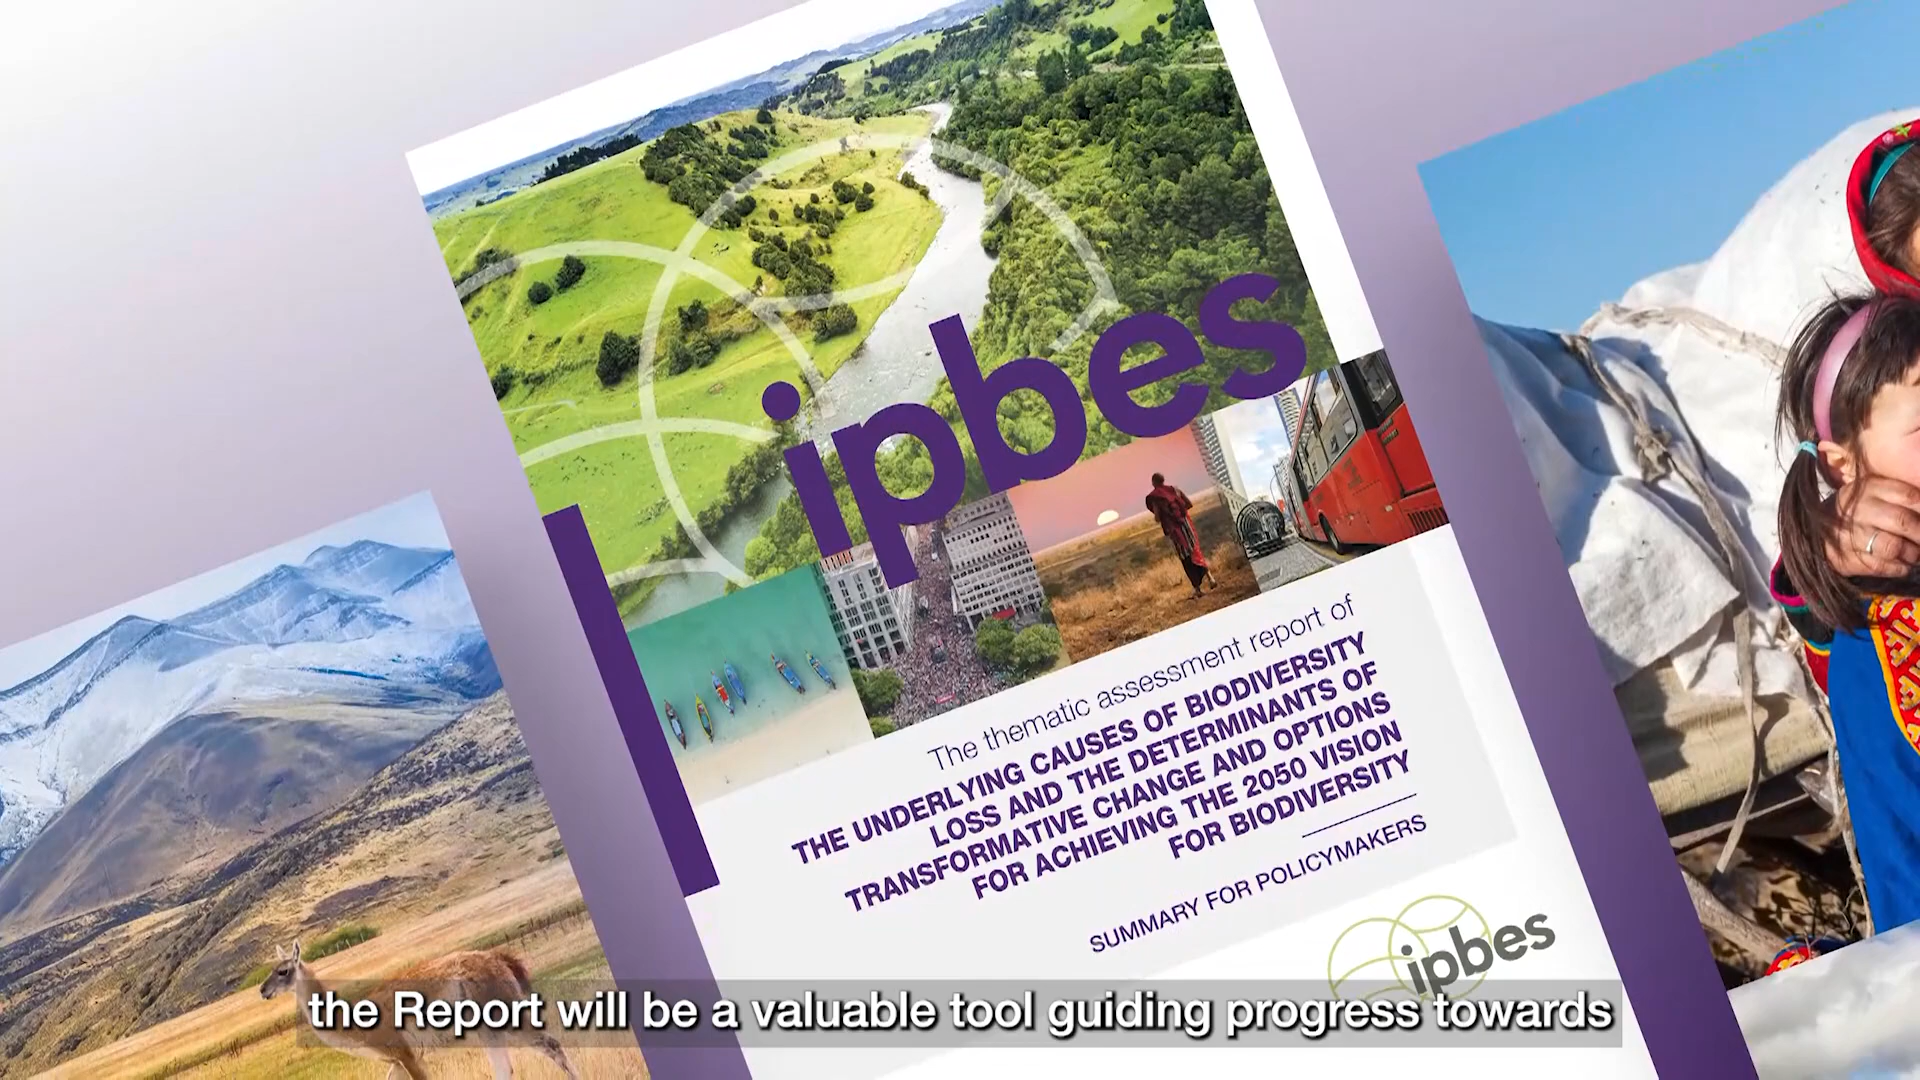 ipbes
The thematic assessment report of
THE UNDERLYING CAUSES OF BIODIVERSITY
LOSS AND THE DETERMINANTS OF
TRANSFORMATIVE CHANGE AND OPTIONS
FOR ACHIEVING THE 2050 VISION
FOR BIODIVERSITY
SUMMARY FOR POLICYMAKERS
ipbes
the Report will be a valuable tool guiding progress towards